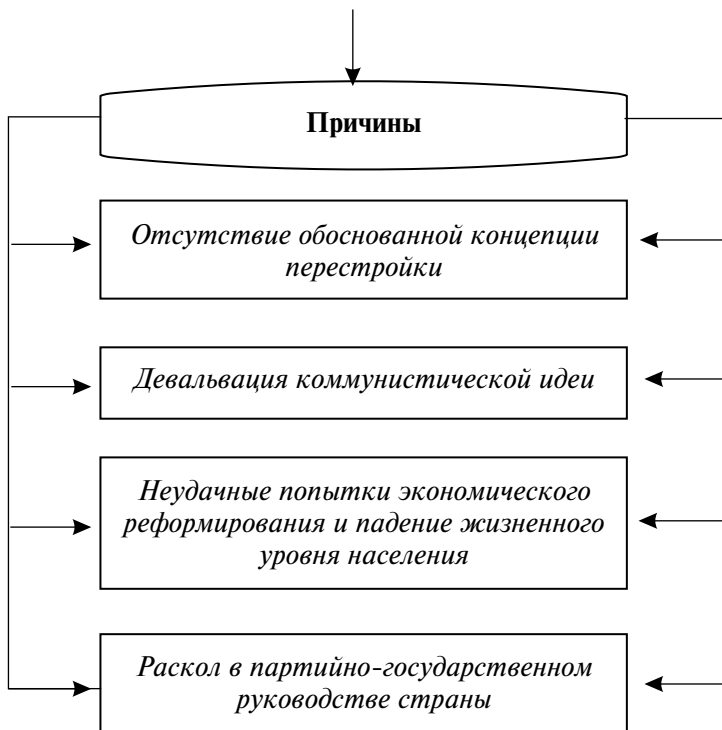 Причины
Отсутствие обоснованной концепции
перестройки
Девальвация коммунистической идеи
Неудачные попытки экономического
реформирования и падение жизненного
уровня населения
Раскол в партийно-государственном
руководстве страны